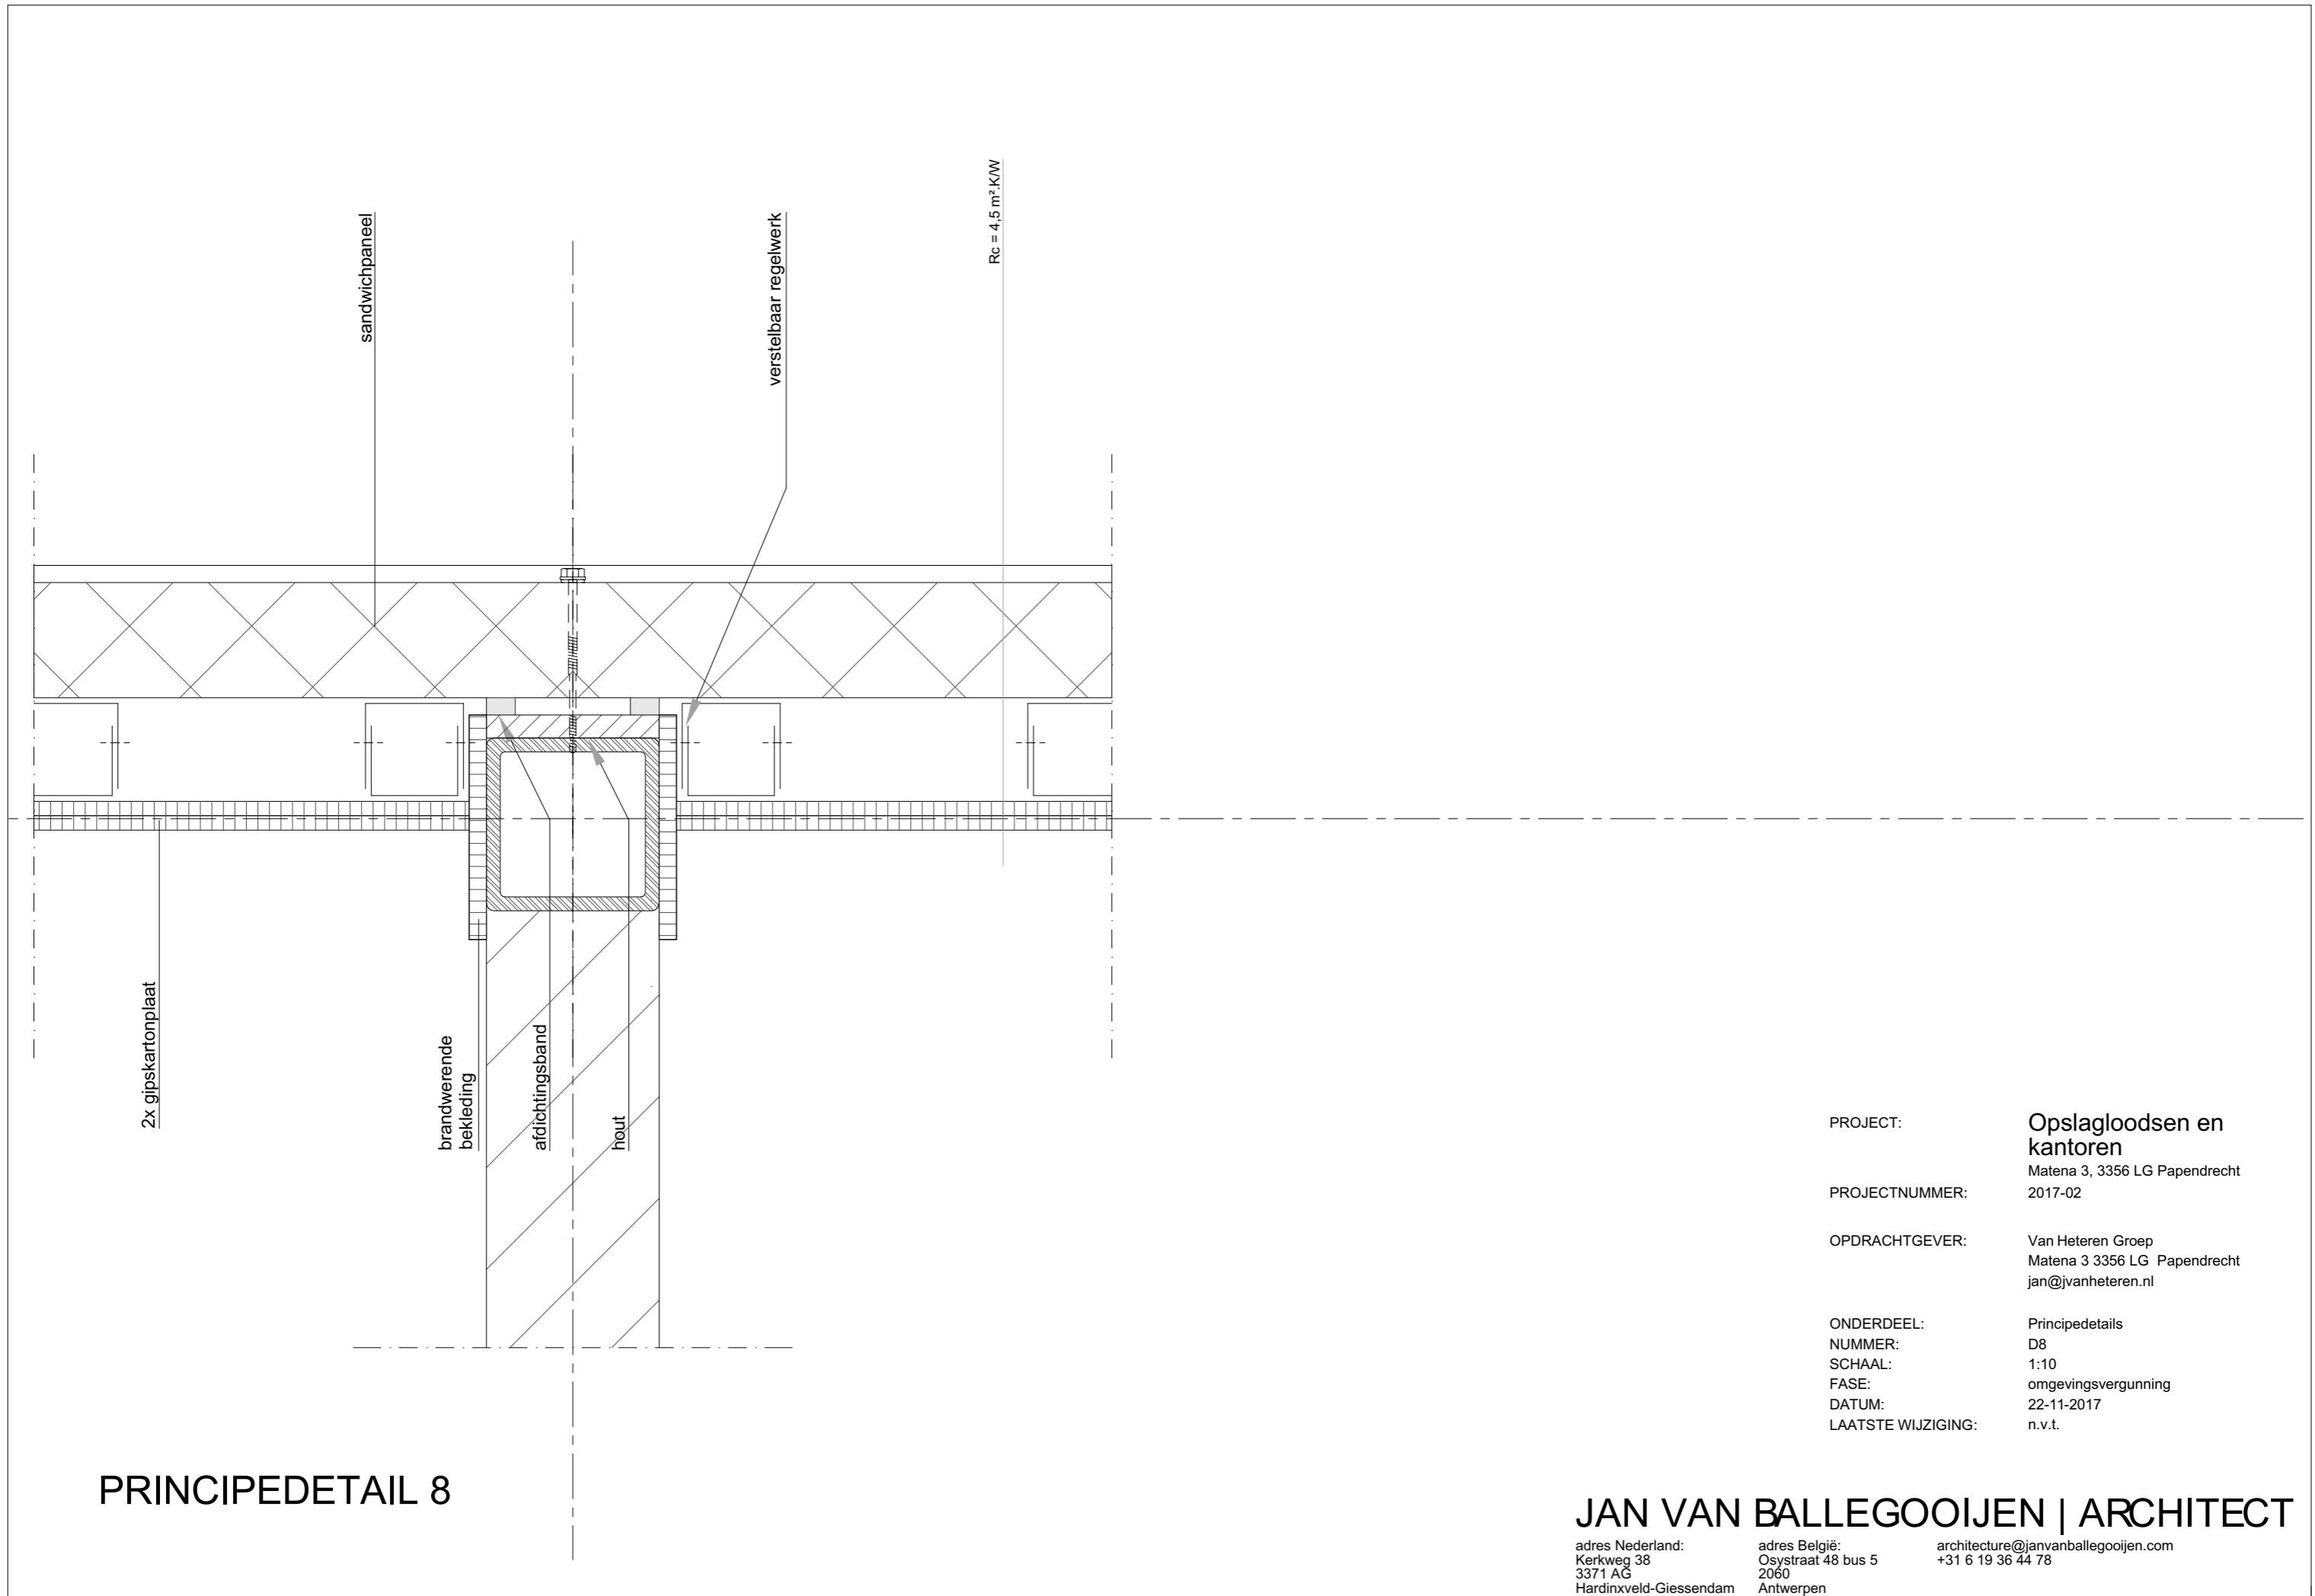 sandwichpaneel
verstelbaar regelwerk
Rc = 4,5 m².K/W
2x gipskartonplaat
brandwerende
bekleding
afdichtingsband
hout
PROJECT: Opslagloodsen en
kantoren
Matena 3, 3356 LG Papendrecht
PROJECTNUMMER: 2017-02
OPDRACHTGEVER: Van Heteren Groep
Matena 3 3356 LG Papendrecht
jan@jvanheteren.nl
ONDERDEEL: Principedetails
NUMMER: D8
SCHAAL: 1:10
FASE: omgevingsvergunning
DATUM: 22-11-2017
LAATSTE WIJZIGING: n.v.t.
PRINCIPEDETAIL 8
JAN VAN BALLEGOOIJEN | ARCHITECT
adres Nederland:
Kerkweg 38
3371 AG
Hardinxveld-Giessendam
adres België:
Osystraat 48 bus 5
2060
Antwerpen
architecture@janvanballegooijen.com
+31 6 19 36 44 78